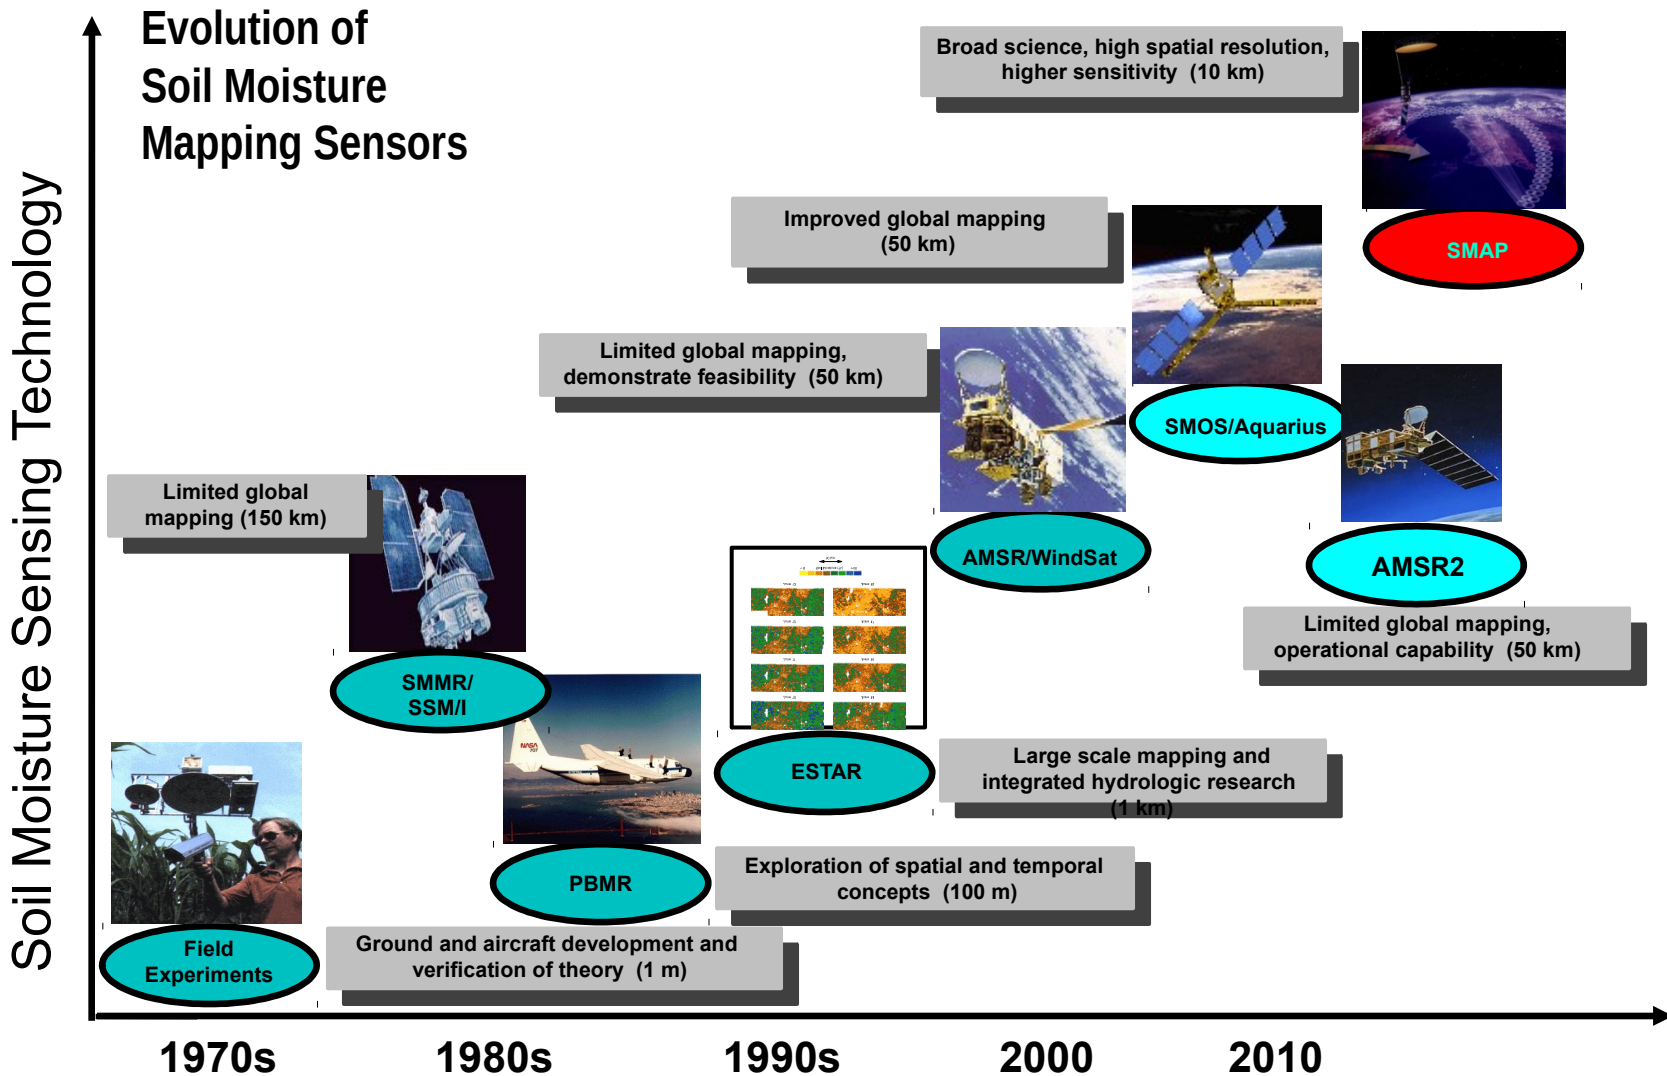 Evolution of
Soil Moisture
Mapping Sensors
Soil Moisture Sensing Technology
Broad science, high spatial resolution,
higher sensitivity (10 km)
SMAP
Improved global mapping
(50 km)
SMOS/Aquarius
Limited global mapping,
demonstrate feasibility (50 km)
AMSR/WindSat
AMSR2
Limited global mapping,
operational capability (50 km)
Limited global
mapping (150 km)
SMMR/
SSM/I
NASA
ESTAR
Large scale mapping and
integrated hydrologic research
(1 km)
PBMR
Exploration of spatial and temporal
concepts (100 m)
Field
Experiments
Ground and aircraft development and
verification of theory (1 m)
1970s
1980s
1990s
2000
2010